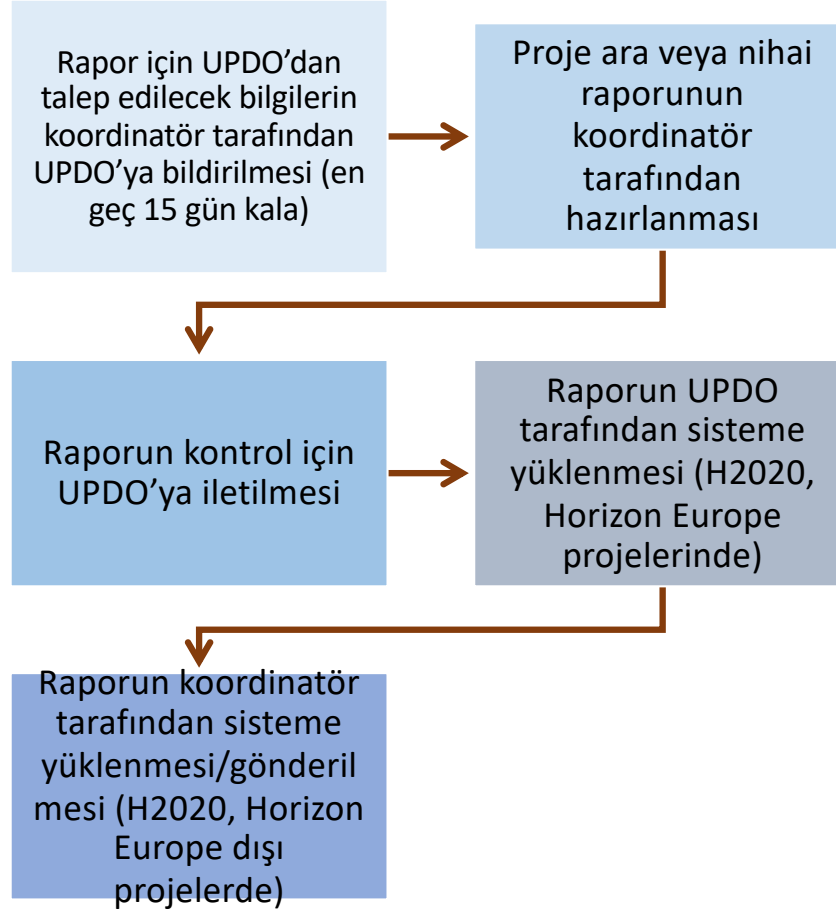 Rapor için UPDO’dan
talep edilecek bilgilerin
koordinatör tarafından
UPDO’ya bildirilmesi (en
geç 15 gün kala)
Proje ara veya nihai
raporunun
koordinatör
tarafından
hazırlanması
Raporun kontrol için
UPDO’ya iletilmesi
Raporun UPDO
tarafından sisteme
yüklenmesi (H2020,
Horizon Europe
projelerinde)
Raporun koordinatör
tarafından sisteme
yüklenmesi/gönderil
mesi (H2020, Horizon
Europe dışı
projelerde)